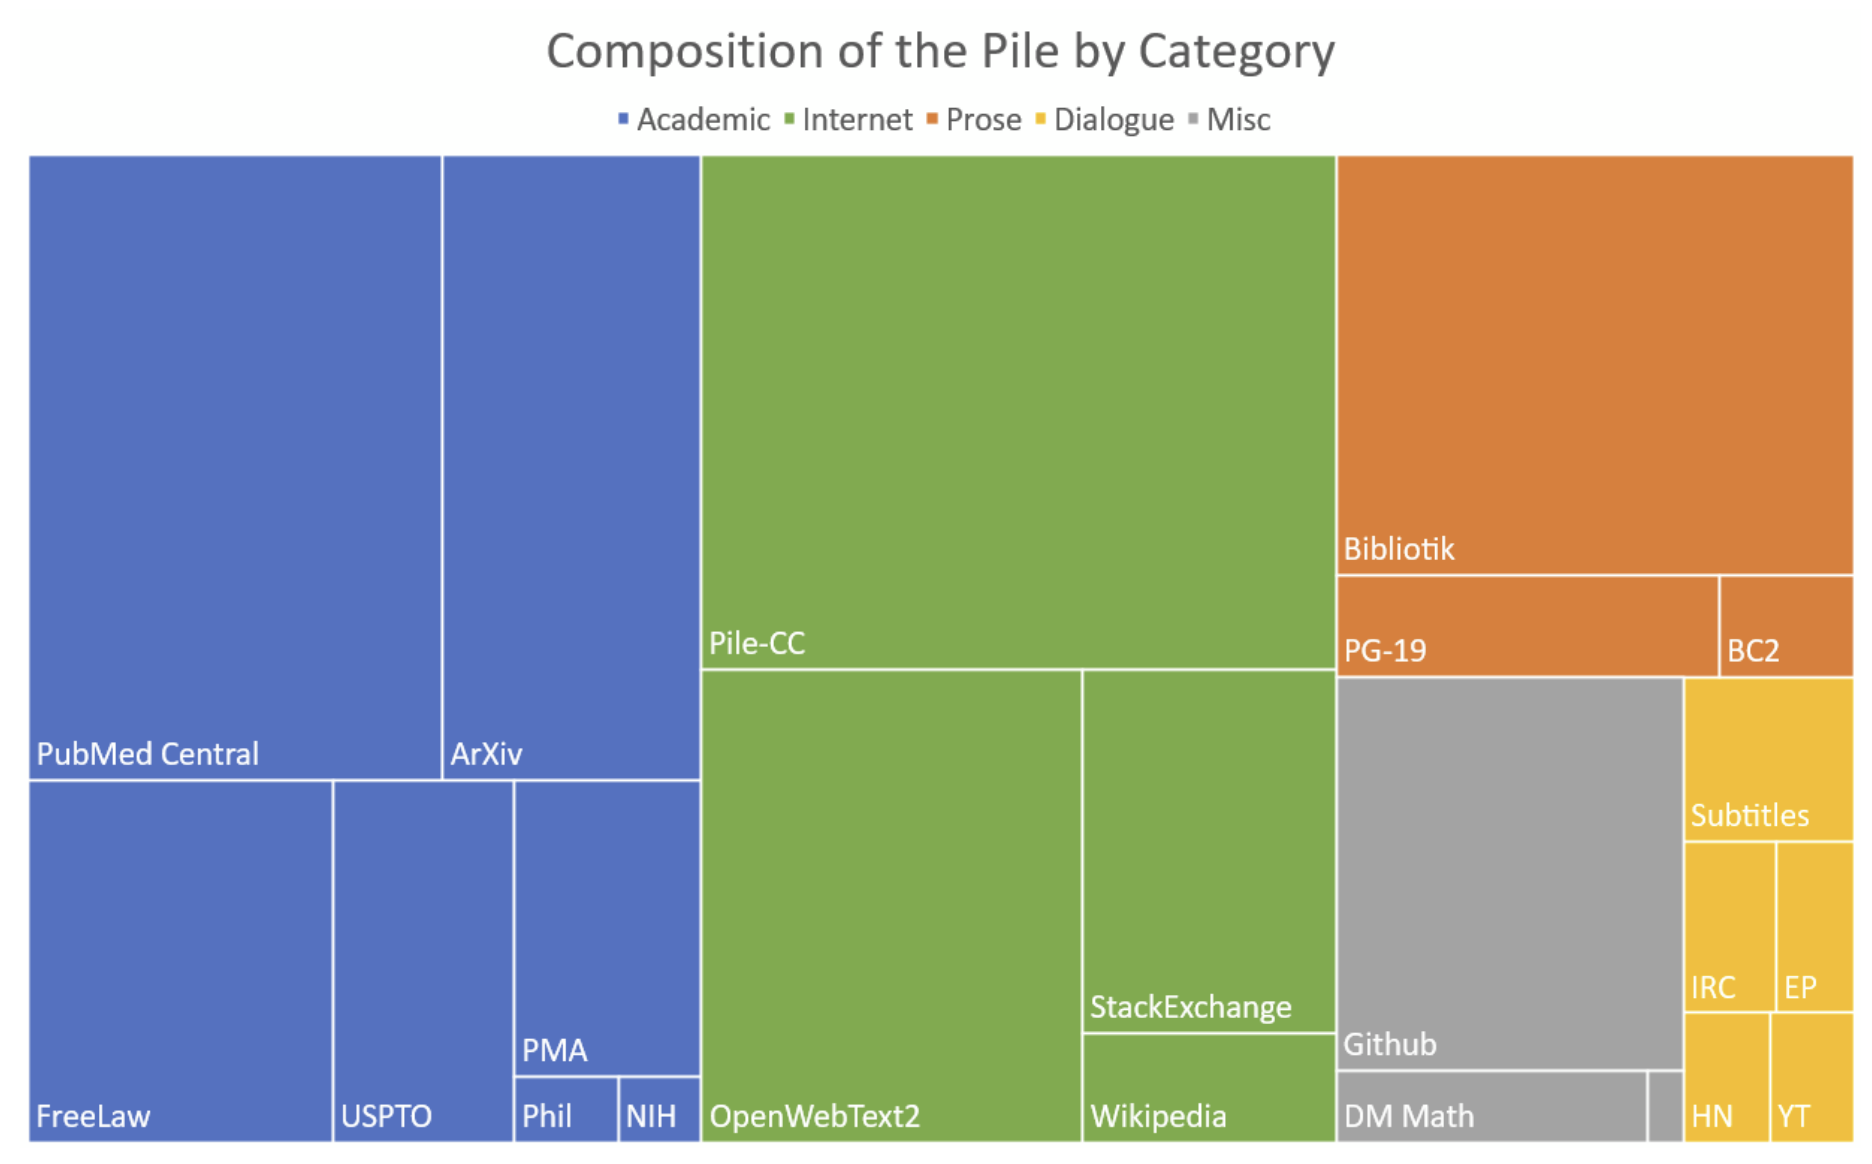 Composition of the Pile by Category
Academic Internet Prose Dialogue Misc
PubMed Central
ArXiv
FreeLaw
USPTO
PMA
Phil
NIH
Pile-CC
OpenWebText2
StackExchange
Wikipedia
Bibliotik
PG-19
BC2
Github
DM Math
Subtitles
IRC
EP
HN
YT